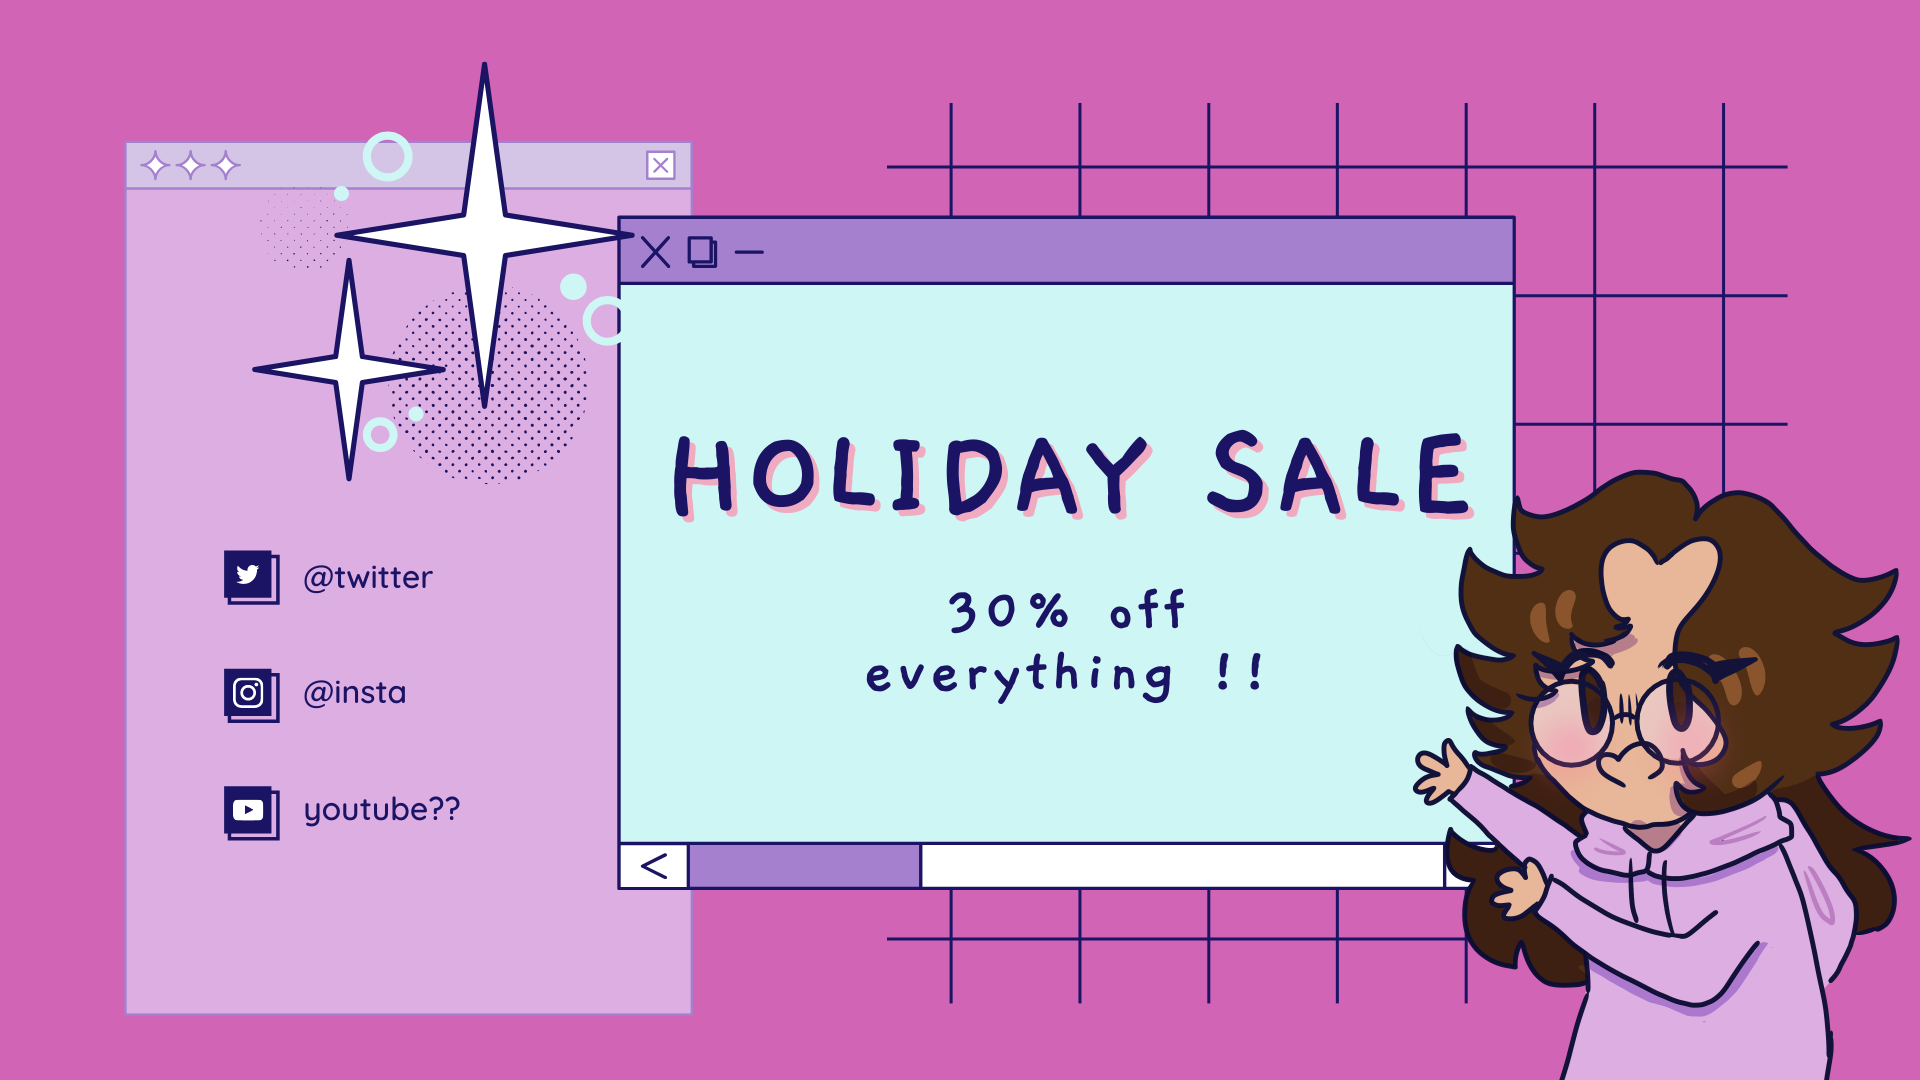 HOLIDAY SALE
30% off
everything !!
@twitter
@insta
youtube??